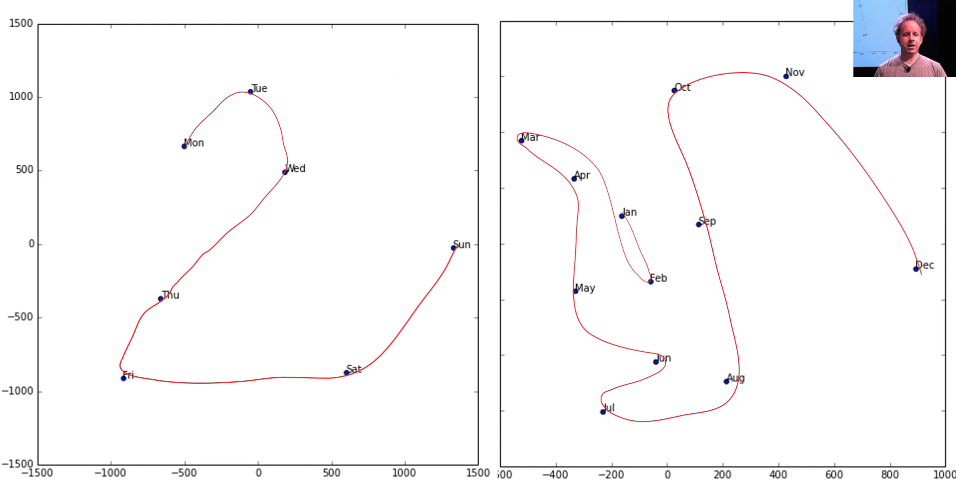 1500
1000
500
0
−500
−1000
−1500
−1500
−1000
−500
0
500
1000
1500
Mon
Tue
Wed
Thu
Fri
Sat
Sun
Jan
Feb
Mar
Apr
May
Jun
Jul
Aug
Sep
Oct
Nov
Dec
−400
−200
0
200
400
600
800
1000